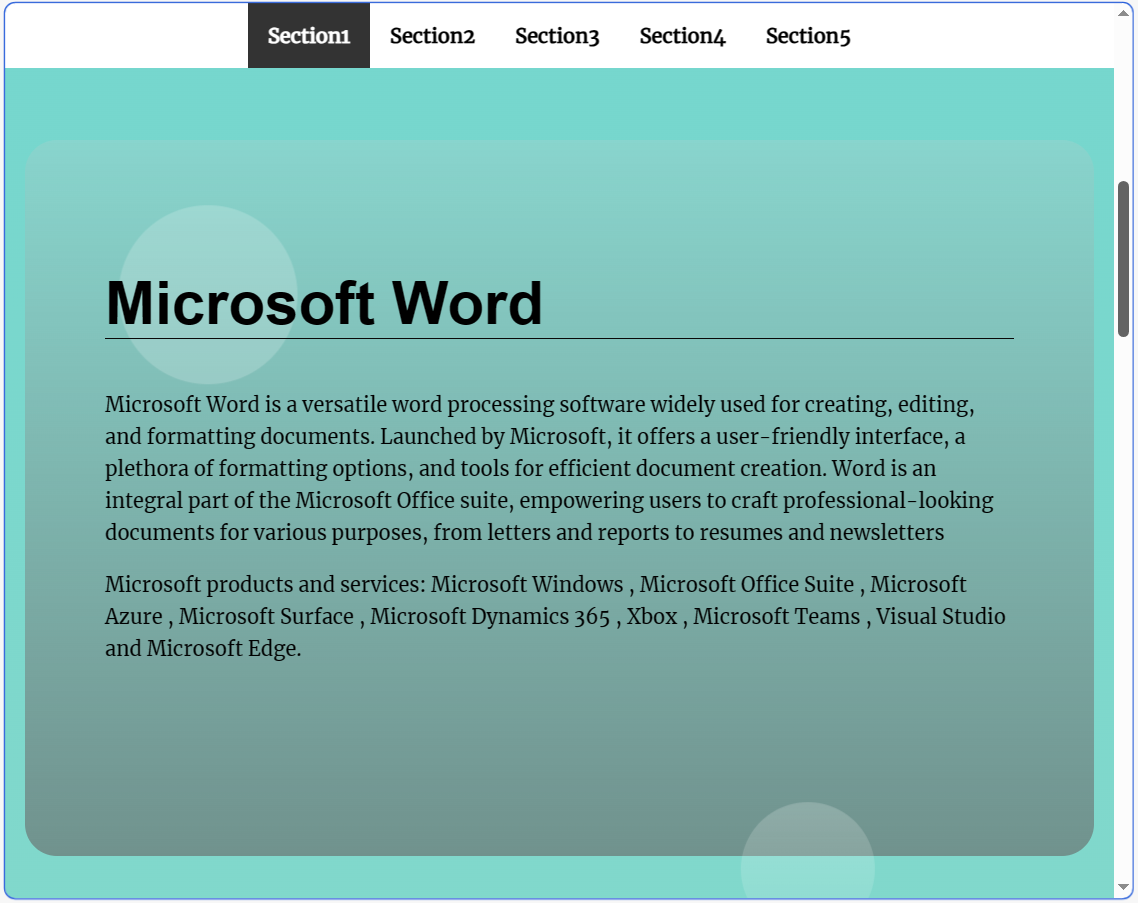 Section1 Section2 Section3 Section4 Section5
Microsoft Word
Microsoft Word is a versatile word processing software widely used for creating, editing,
and formatting documents. Launched by Microsoft, it offers a user-friendly interface, a
plethora of formatting options, and tools for efficient document creation. Word is an
integral part of the Microsoft Office suite, empowering users to craft professional-looking
documents for various purposes, from letters and reports to resumes and newsletters
Microsoft products and services: Microsoft Windows , Microsoft Office Suite , Microsoft
Azure , Microsoft Surface , Microsoft Dynamics 365 , Xbox , Microsoft Teams , Visual Studio
and Microsoft Edge.